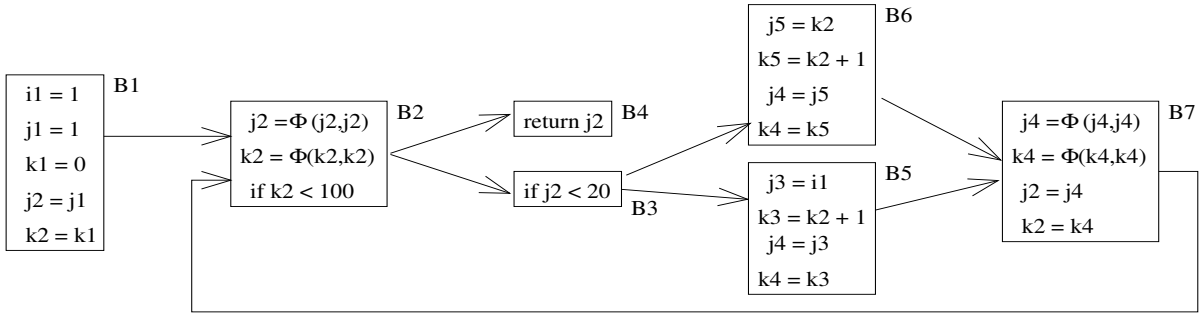 i1 = 1
j1 = 1
k1 = 0
j2 = j1
k2 = k1
B1
j2 =Φ (j2,j2)
k2 = Φ(k2,k2)
if k2 < 100
B2
return j2
B4
if j2 < 20
B3
j5 = k2
k5 = k2 + 1
j4 = j5
k4 = k5
B6
j3 = i1
k3 = k2 + 1
j4 = j3
k4 = k3
B5
j4 =Φ (j4,j4)
k4 = Φ(k4,k4)
j2 = j4
k2 = k4
B7